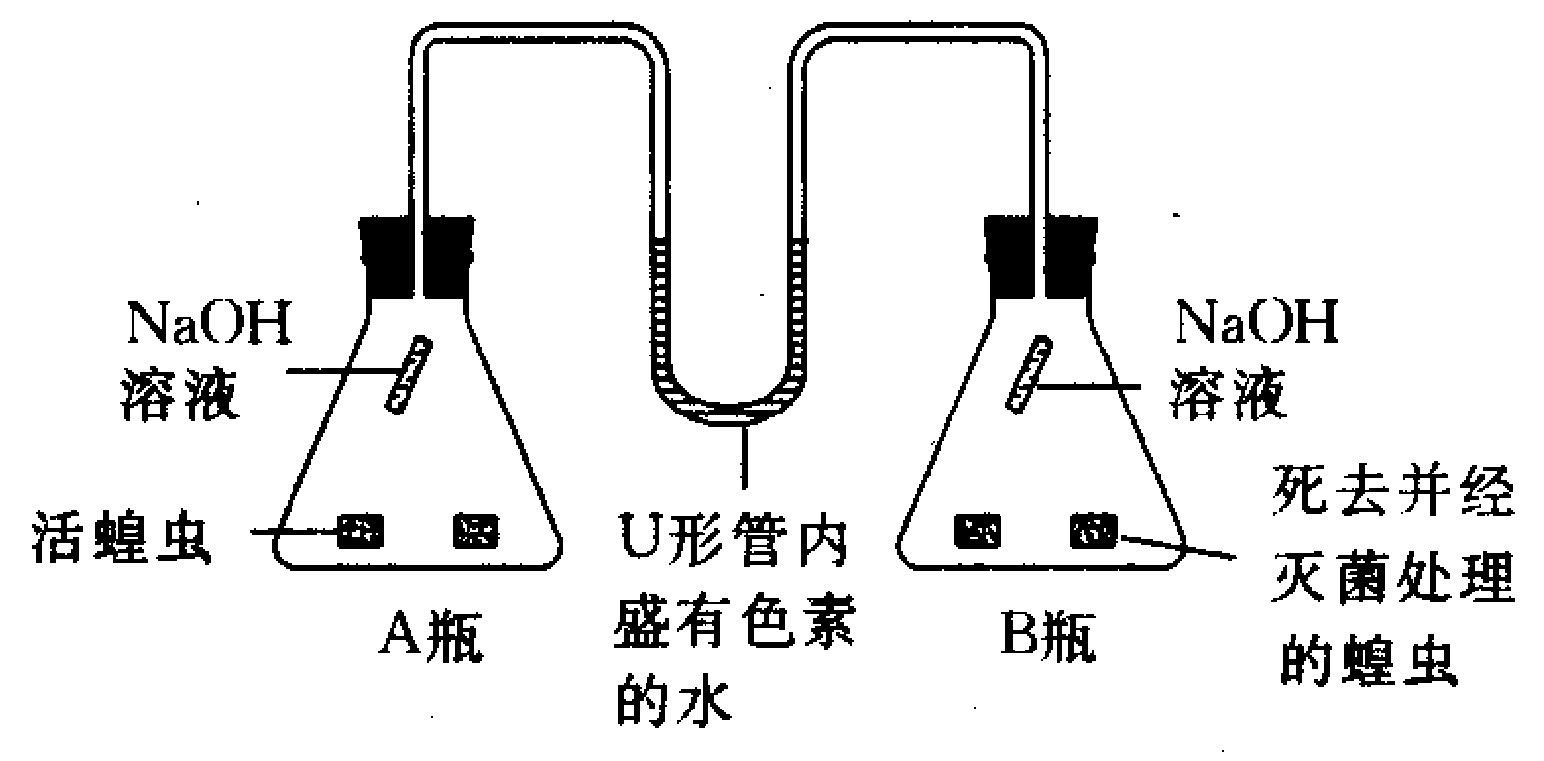 NaOH
溶液
NaOH
溶液
活蝗虫
U形管内
盛有色素
的水
死去并经
灭菌处理
的蝗虫
A瓶
B瓶